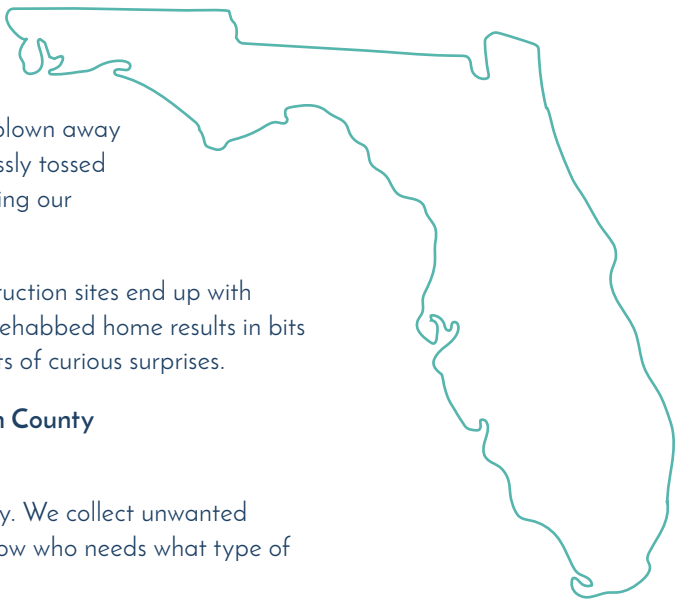 blown away
ssly tossed
ing our
ruction sites end up with
ehabbed home results in bits
ts of curious surprises.
n County
y. We collect unwanted
ow who needs what type of